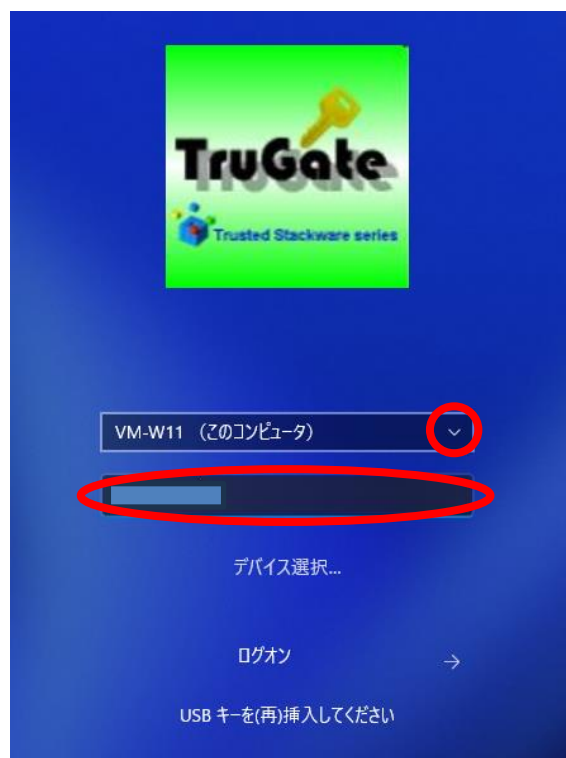 TruGate
Trusted Stackware series
VM-W11 （このコンピュータ）
デバイス選択...
ログオン
USB キーを(再)挿入してください